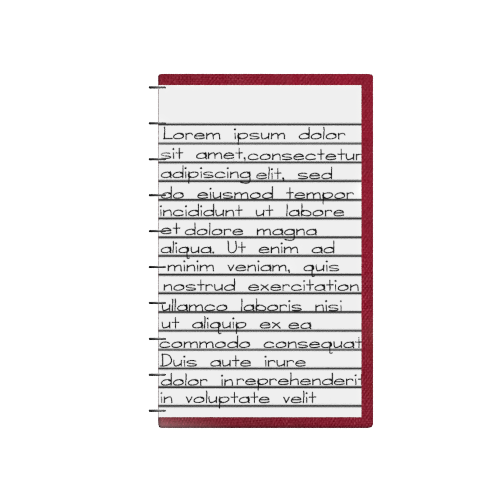 Lorem ipsum dolor
sit amet, consectetur
adipiscing elit, sed
do eiusmod tempor
incididunt ut labore
et dolore magna
aliqua. Ut enim ad
minim veniam, quis
nostrud exercitation
ullamco laboris nisi
ut aliquip ex ea
commodo consequat
Duis aute irure
dolor in reprehenderit
in voluptate velit